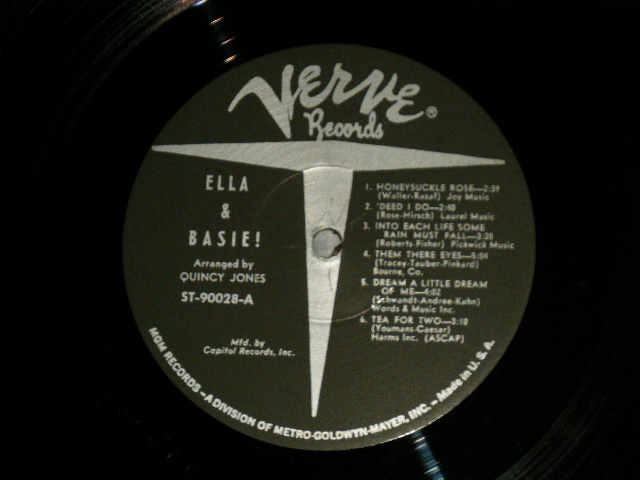 Verve®
Records
ELLA
&
BASIE!
Arranged by
QUINCY JONES
ST-90028-A
Mfd. by
Capitol Records, Inc.
1. HONEYSUCKLE ROSE—2:39
(Waller-Razaf) Joy Music
2. 'DEED I DO—2:40
(Rose-Hirsch) Laurel Music
3. INTO EACH LIFE SOME
RAIN MUST FALL—3:20
(Roberts-Fisher) Pickwick Music
4. THEM THERE EYES—5:04
(Tracey-Tauber-Pinkard)
Bourne, Co.
5. DREAM A LITTLE DREAM
OF ME—4:02
(Schwandt-Andree-Kahn)
Words & Music Inc.
6. TEA FOR TWO—3:10
(Youmans-Caesar)
Harms Inc. (ASCAP)
MGM RECORDS—A DIVISION OF METRO-GOLDWYN-MAYER, INC.—Made in U.S.A.